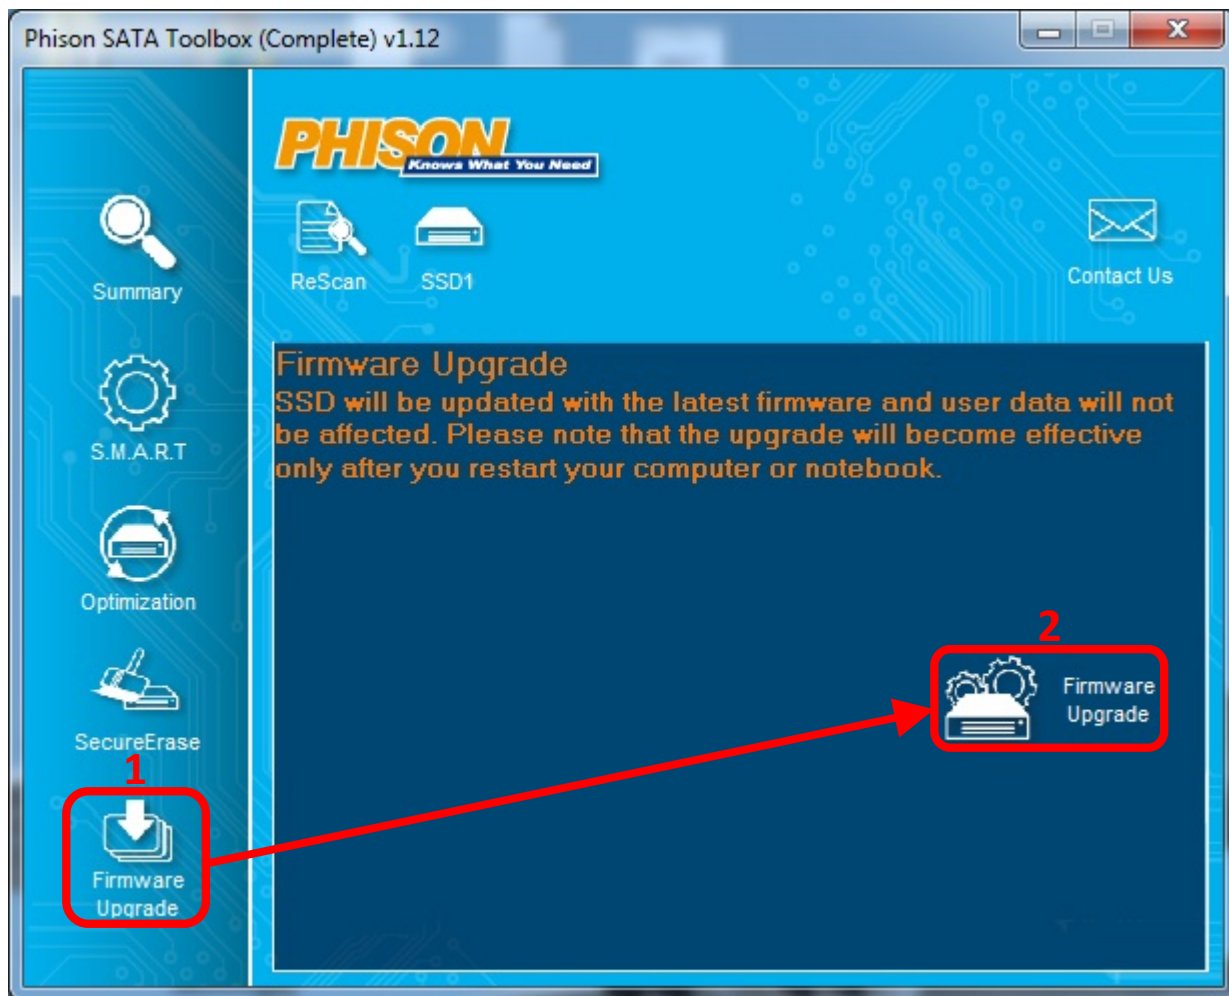 Phison SATA Toolbox (Complete) v1.12
PHISON
Knows What You Need
ReScan
SSD1
Contact Us
Summary
S.M.A.R.T
Optimization
SecureErase
1
Firmware
Upgrade
Firmware Upgrade
SSD will be updated with the latest firmware and user data will not
be affected. Please note that the upgrade will become effective
only after you restart your computer or notebook.
2
Firmware
Upgrade